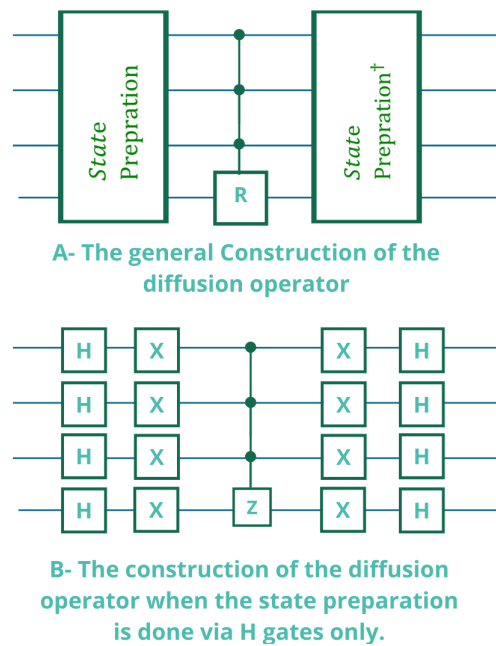 State
Prepration
R
State
Prepration†
A- The general Construction of the
diffusion operator
H X X H
H X X H
H X X H
H X Z X H
B- The construction of the diffusion
operator when the state preparation
is done via H gates only.